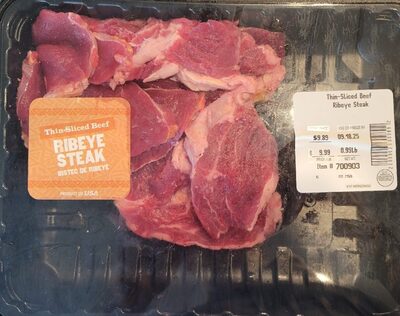 Thin-Sliced Beef
RIBEYE
STEAK
BISTEC DE RIBEYE
PRODUCT OF USA
Thin-Sliced Beef
Ribeye Steak
$9.89 09.18.25
9.99 0.99Lb
Item # 700903